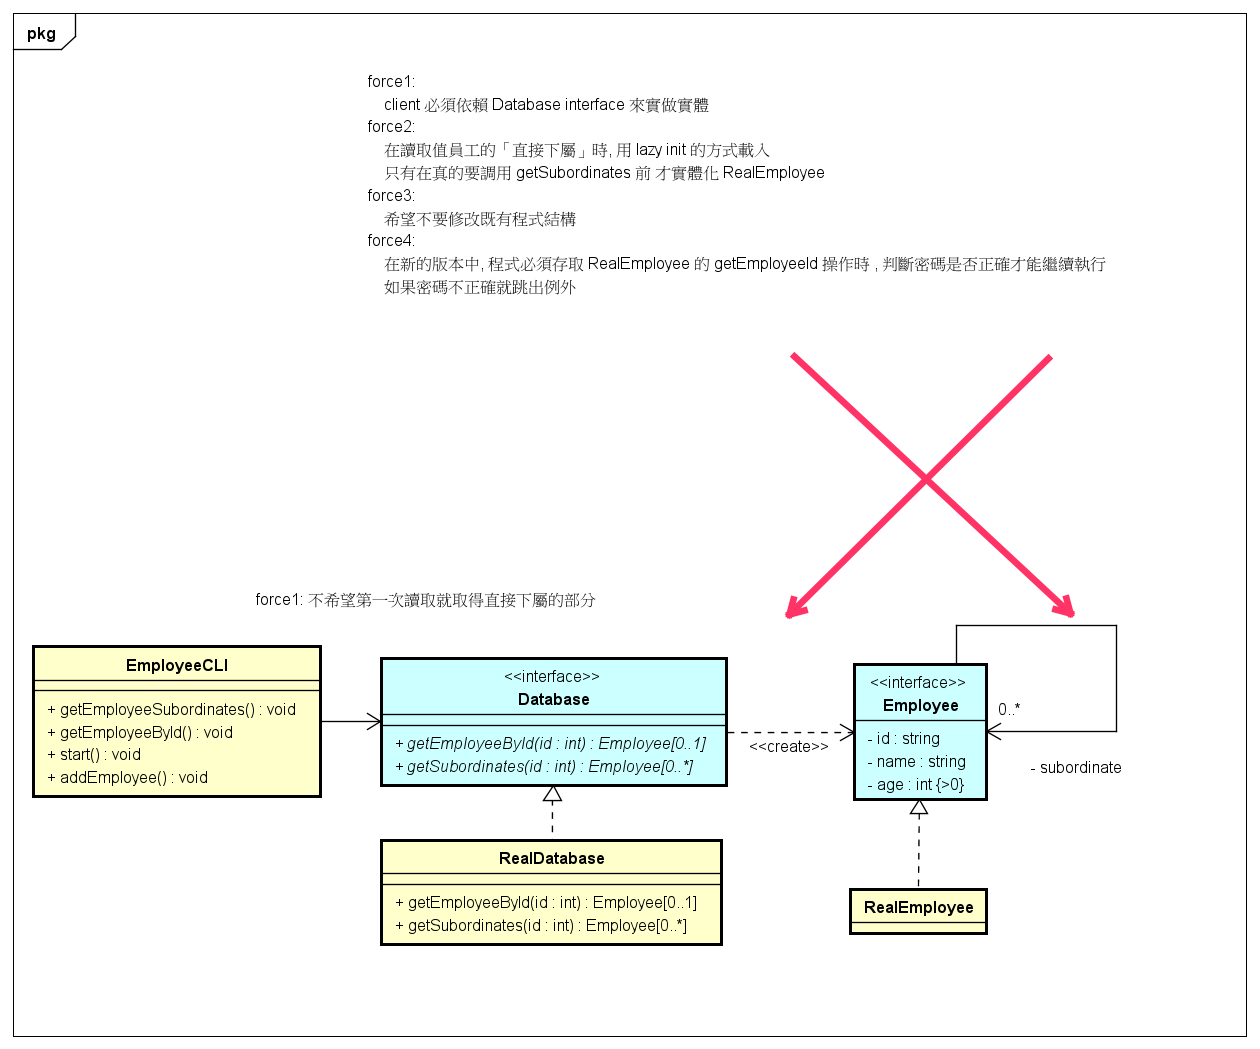 pkg
force1:
client 必須依賴 Database interface 來實做實體
force2:
在讀取值員工的「直接下屬」時, 用 lazy init 的方式載入
只有在真的要調用 getSubordinates 前 才實體化 RealEmployee
force3:
希望不要修改既有程式結構
force4:
在新的版本中, 程式必須存取 RealEmployee 的 getEmployeeId 操作時 , 判斷密碼是否正確才能繼續執行
如果密碼不正確就跳出例外
force1: 不希望第一次讀取就取得直接下屬的部分
EmployeeCLI
+ getEmployeeSubordinates() : void
+ getEmployeeById() : void
+ start() : void
+ addEmployee() : void
<<interface>>
Database
+ getEmployeeById(id : int) : Employee[0..1]
+ getSubordinates(id : int) : Employee[0..*]
<<create>>
<<interface>>
Employee
- id : string
- name : string
- age : int {>0}
0..*
- subordinate
RealDatabase
+ getEmployeeById(id : int) : Employee[0..1]
+ getSubordinates(id : int) : Employee[0..*]
RealEmployee